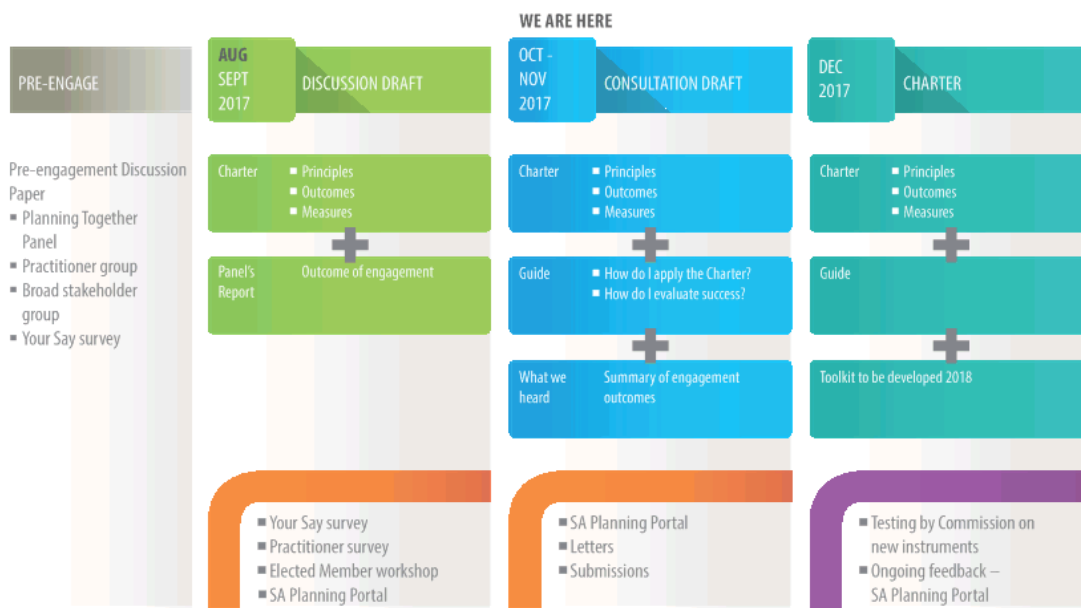 WE ARE HERE
PRE-ENGAGE
AUG
SEPT
2017
DISCUSSION DRAFT
OCT -
NOV
2017
CONSULTATION DRAFT
DEC
2017
CHARTER
Pre-engagement Discussion
Paper
▪ Planning Together
Panel
▪ Practitioner group
▪ Broad stakeholder
group
▪ Your Say survey
Charter
▪ Principles
▪ Outcomes
▪ Measures
Panel's
Report
Outcome of engagement
▪ Your Say survey
▪ Practitioner survey
▪ Elected Member workshop
▪ SA Planning Portal
Charter
▪ Principles
▪ Outcomes
▪ Measures
Guide
▪ How do I apply the Charter?
▪ How do I evaluate success?
What we
heard
Summary of engagement
outcomes
▪ SA Planning Portal
▪ Letters
▪ Submissions
Charter
▪ Principles
▪ Outcomes
▪ Measures
Guide
Toolkit to be developed 2018
▪ Testing by Commission on
new instruments
▪ Ongoing feedback –
SA Planning Portal